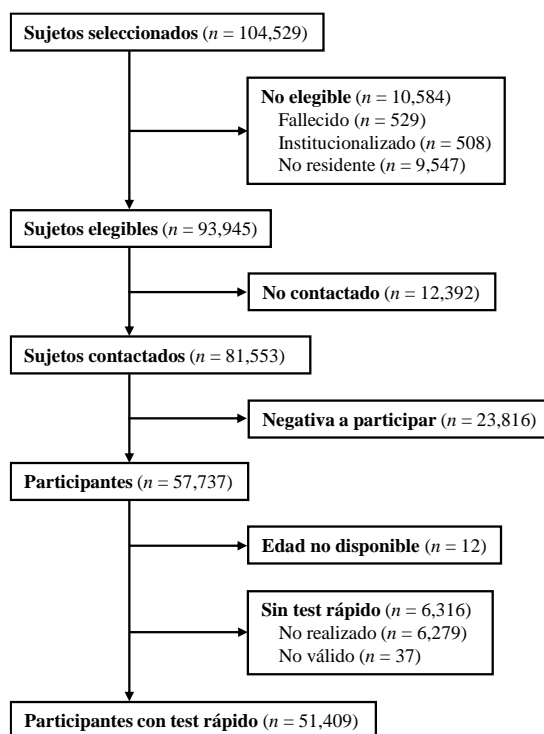 Sujetos seleccionados (n = 104,529)
No elegible (n = 10,584)
Fallecido (n = 529)
Institucionalizado (n = 508)
No residente (n = 9,547)
Sujetos elegibles (n = 93,945)
No contactado (n = 12,392)
Sujetos contactados (n = 81,553)
Negativa a participar (n = 23,816)
Participantes (n = 57,737)
Edad no disponible (n = 12)
Sin test rápido (n = 6,316)
No realizado (n = 6,279)
No válido (n = 37)
Participantes con test rápido (n = 51,409)